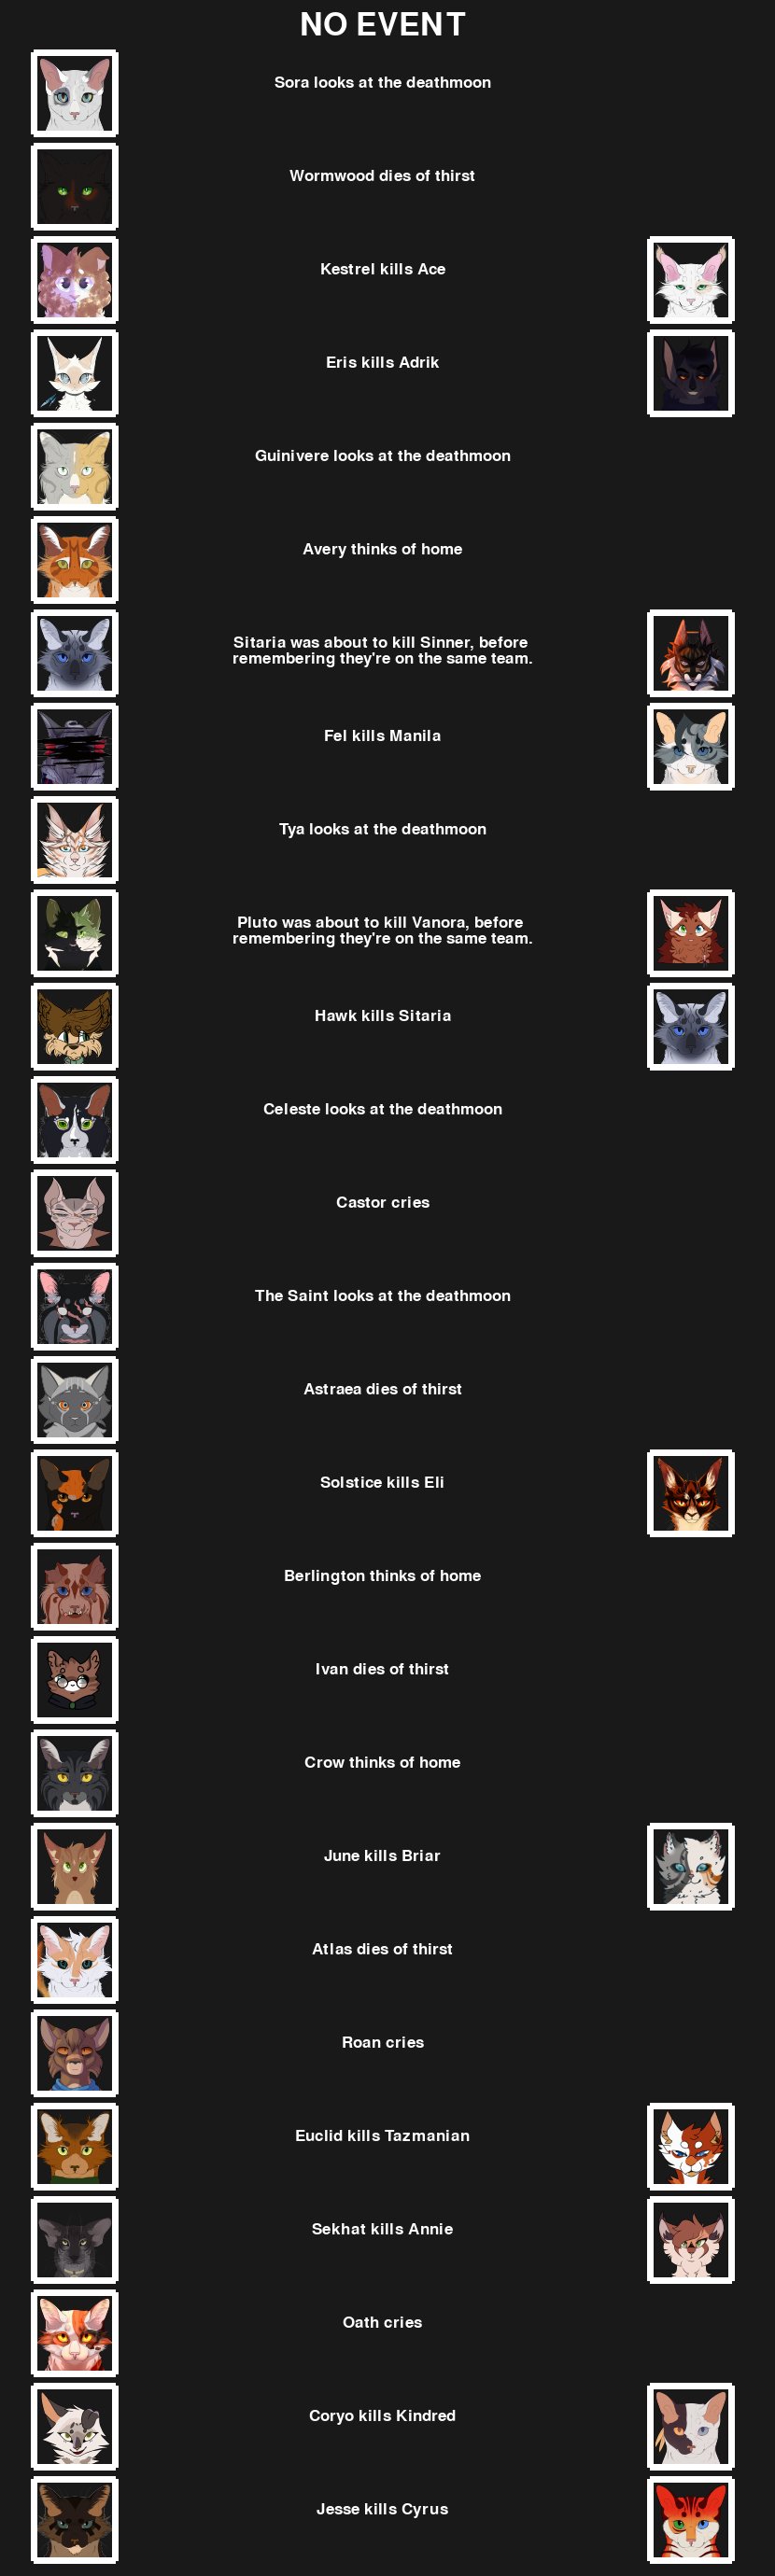 NO EVENT
Sora looks at the deathmoon
Wormwood dies of thirst
Kestrel kills Ace
Eris kills Adrik
Guinivere looks at the deathmoon
Avery thinks of home
Sitaria was about to kill Sinner, before
remembering they're on the same team.
Fel kills Manila
Tya looks at the deathmoon
Pluto was about to kill Vanora, before
remembering they're on the same team.
Hawk kills Sitaria
Celeste looks at the deathmoon
Castor cries
The Saint looks at the deathmoon
Astraea dies of thirst
Solstice kills Eli
Berlington thinks of home
Ivan dies of thirst
Crow thinks of home
June kills Briar
Atlas dies of thirst
Roan cries
Euclid kills Tazmanian
Sekhat kills Annie
Oath cries
Coryo kills Kindred
Jesse kills Cyrus